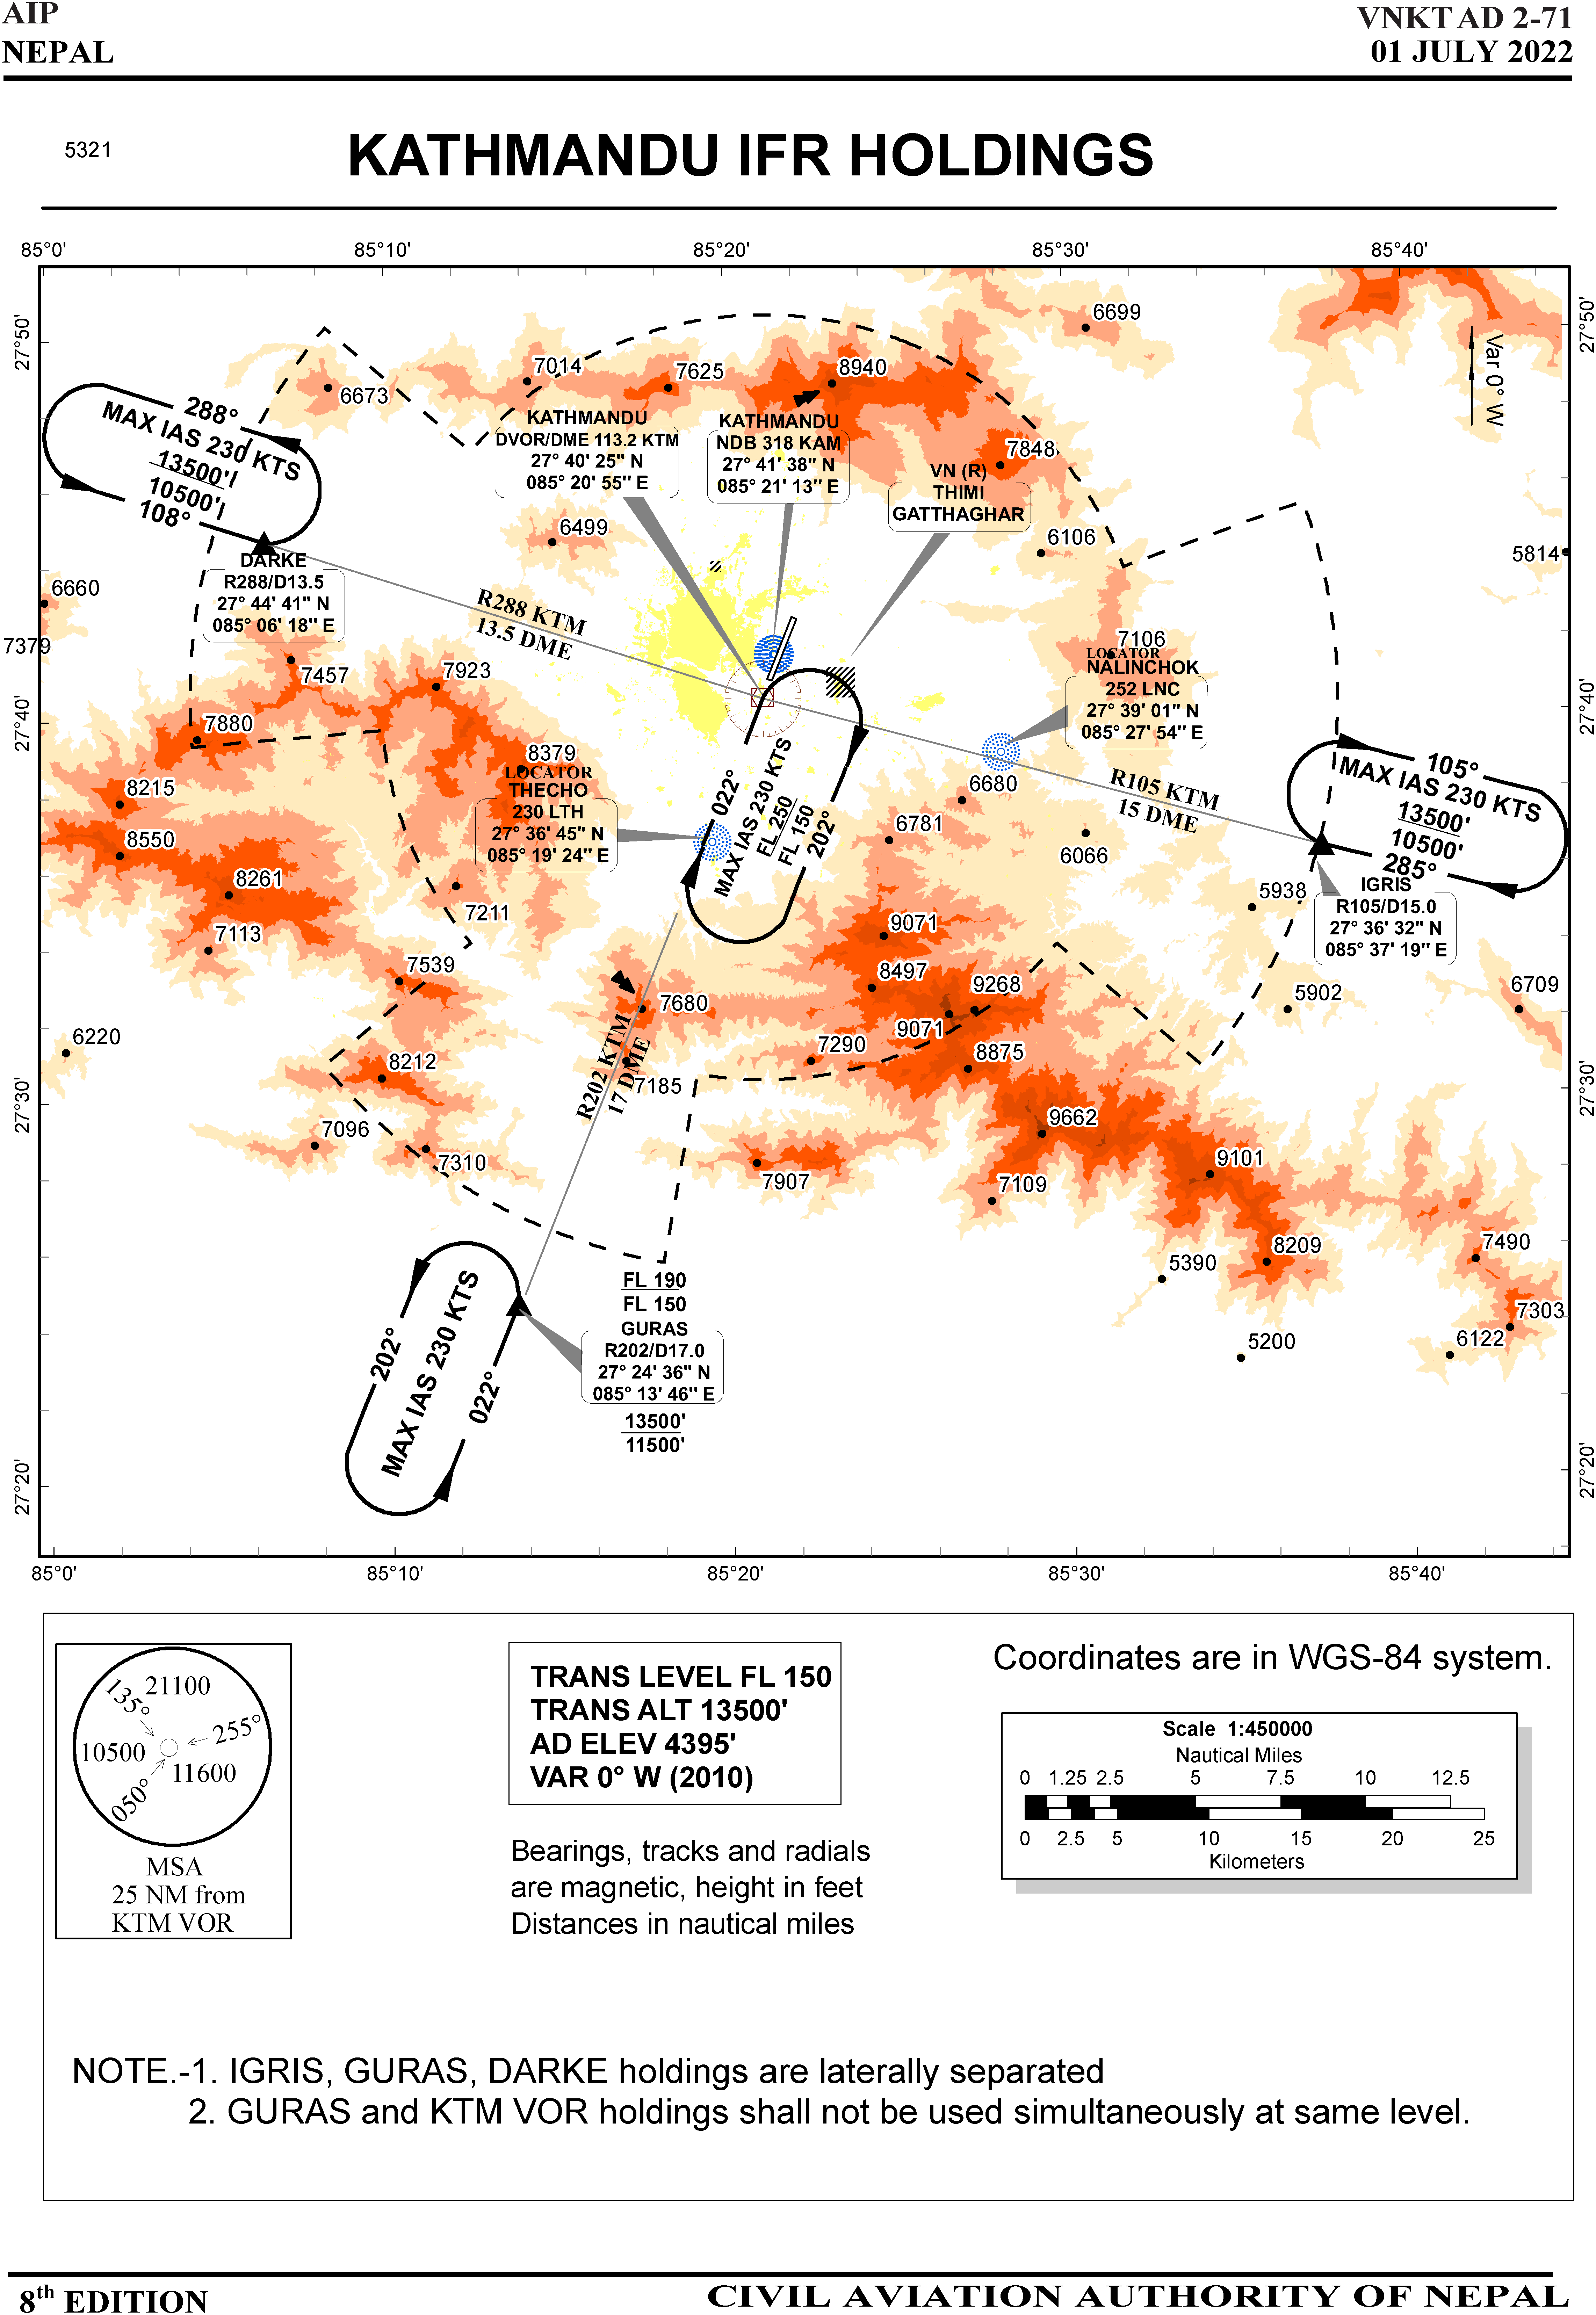 AIP
NEPAL
VNKT AD 2-71
01 JULY 2022
5321
KATHMANDU IFR HOLDINGS
85°0'
85°10'
85°20'
85°30'
85°40'
27°50'
27°50'
Var 0° W
6699
7014
7625
8940
6673
288°
MAX IAS 230 KTS
13500'
10500'
108°
KATHMANDU
DVOR/DME 113.2 KTM
27° 40' 25" N
085° 20' 55" E
KATHMANDU
NDB 318 KAM
27° 41' 38" N
085° 21' 13" E
7848
VN (R)
THIMI
GATTHAGHAR
6499
6106
5814
DARKE
R288/D13.5
27° 44' 41" N
085° 06' 18" E
6660
7379
R288 KTM
13.5 DME
7457
7923
7880
7106
LOCATOR
NALINCHOK
252 LNC
27° 39' 01" N
085° 27' 54" E
27°40'
27°40'
8379
LOCATOR
THECHO
230 LTH
27° 36' 45" N
085° 19' 24" E
022°
MAX IAS 230 KTS
FL 250
FL 150
202°
6680
6781
R105 KTM
15 DME
6066
105°
MAX IAS 230 KTS
13500'
10500'
285°
IGRIS
R105/D15.0
27° 36' 32" N
085° 37' 19" E
8215
8550
8261
7211
7113
7539
5938
9071
8497
9268
9071
5902
6709
7680
6220
7290
8875
8212
7185
R202 KTM
17 DME
27°30'
27°30'
7096
7310
9662
7907
7109
9101
8209
5390
7490
7303
6122
5200
FL 190
FL 150
GURAS
R202/D17.0
27° 24' 36" N
085° 13' 46" E
13500'
11500'
202°
MAX IAS 230 KTS
022°
27°20'
27°20'
85°0'
85°10'
85°20'
85°30'
85°40'
21100
135°
255°
10500
11600
050°
MSA
25 NM from
KTM VOR
TRANS LEVEL FL 150
TRANS ALT 13500'
AD ELEV 4395'
VAR 0° W (2010)
Bearings, tracks and radials
are magnetic, height in feet
Distances in nautical miles
Coordinates are in WGS-84 system.
Scale 1:450000
Nautical Miles
0 1.25 2.5 5 7.5 10 12.5
0 2.5 5 10 15 20 25
Kilometers
NOTE.-1. IGRIS, GURAS, DARKE holdings are laterally separated
2. GURAS and KTM VOR holdings shall not be used simultaneously at same level.
8th EDITION
CIVIL AVIATION AUTHORITY OF NEPAL